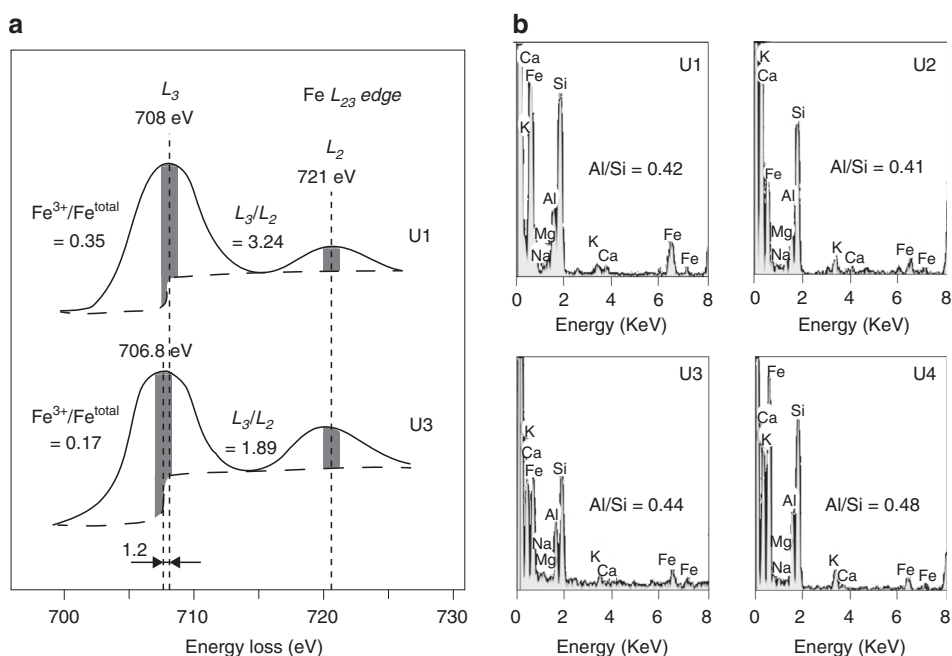 a
Fe L23 edge
L3
708 eV
L2
721 eV
Fe3+/Fetotal
= 0.35
L3/L2
= 3.24
U1
706.8 eV
Fe3+/Fetotal
= 0.17
L3/L2
= 1.89
U3
1.2
700 710 720 730
Energy loss (eV)
b
U1
Ca
Fe
Si
K
Al/Si = 0.42
Al
Mg
Na
K
Ca
Fe
Fe
0 2 4 6 8
Energy (KeV)
U2
K
Ca
Si
Al/Si = 0.41
Fe
Al
Mg
Na
K
Ca
Fe
Fe
0 2 4 6 8
Energy (KeV)
U3
K
Ca
Fe
Si
Al/Si = 0.44
Al
Na
Mg
K
Ca
Fe
Fe
0 2 4 6 8
Energy (KeV)
U4
Fe
Ca
Si
K
Al/Si = 0.48
Al
Mg
Na
K
Ca
Fe
Fe
0 2 4 6 8
Energy (KeV)